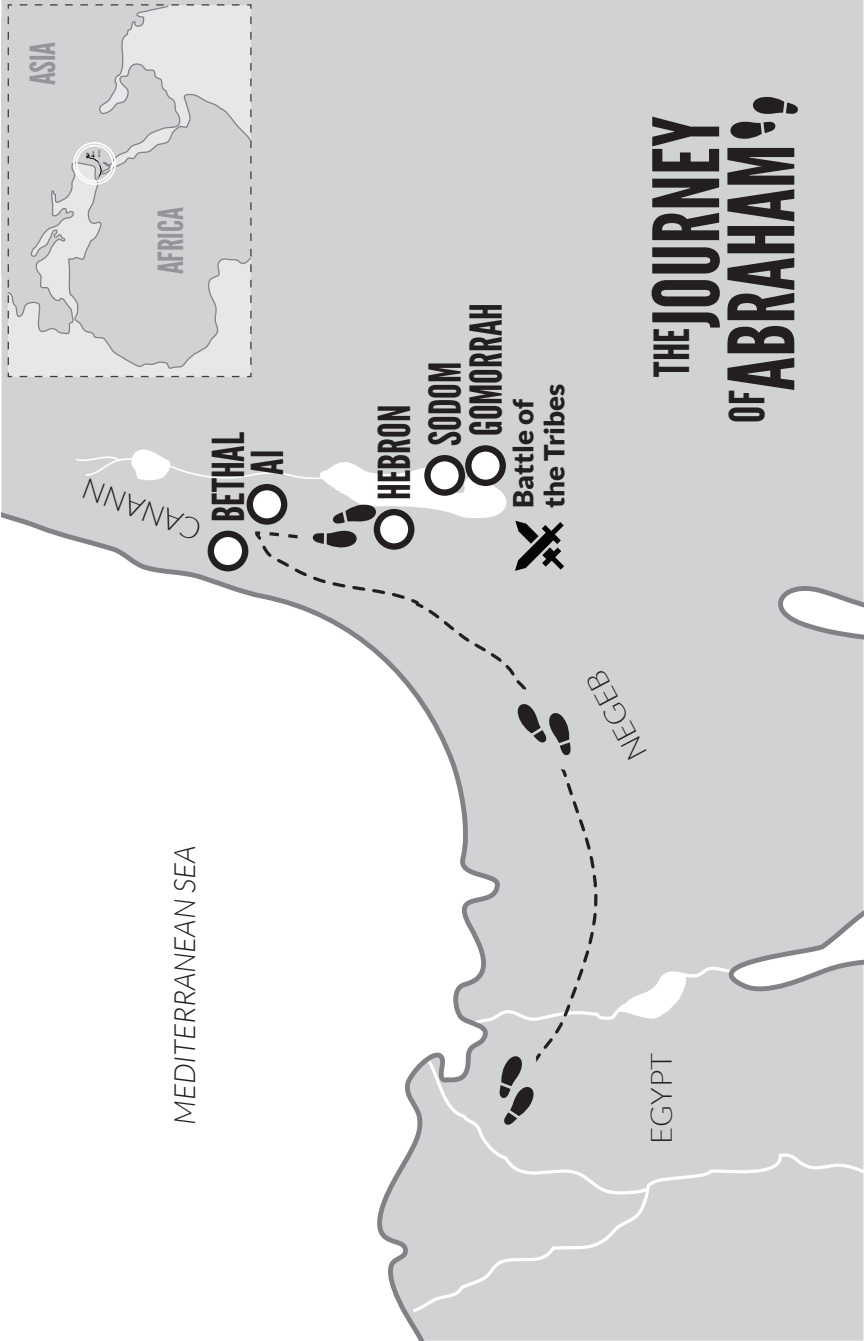 ASIA
AFRICA
CANANN
BETHAL
AI
HEBRON
SODOM
GOMORRAH
Battle of
the Tribes
NEGEB
MEDITERRANEAN SEA
EGYPT
THE JOURNEY
OF ABRAHAM